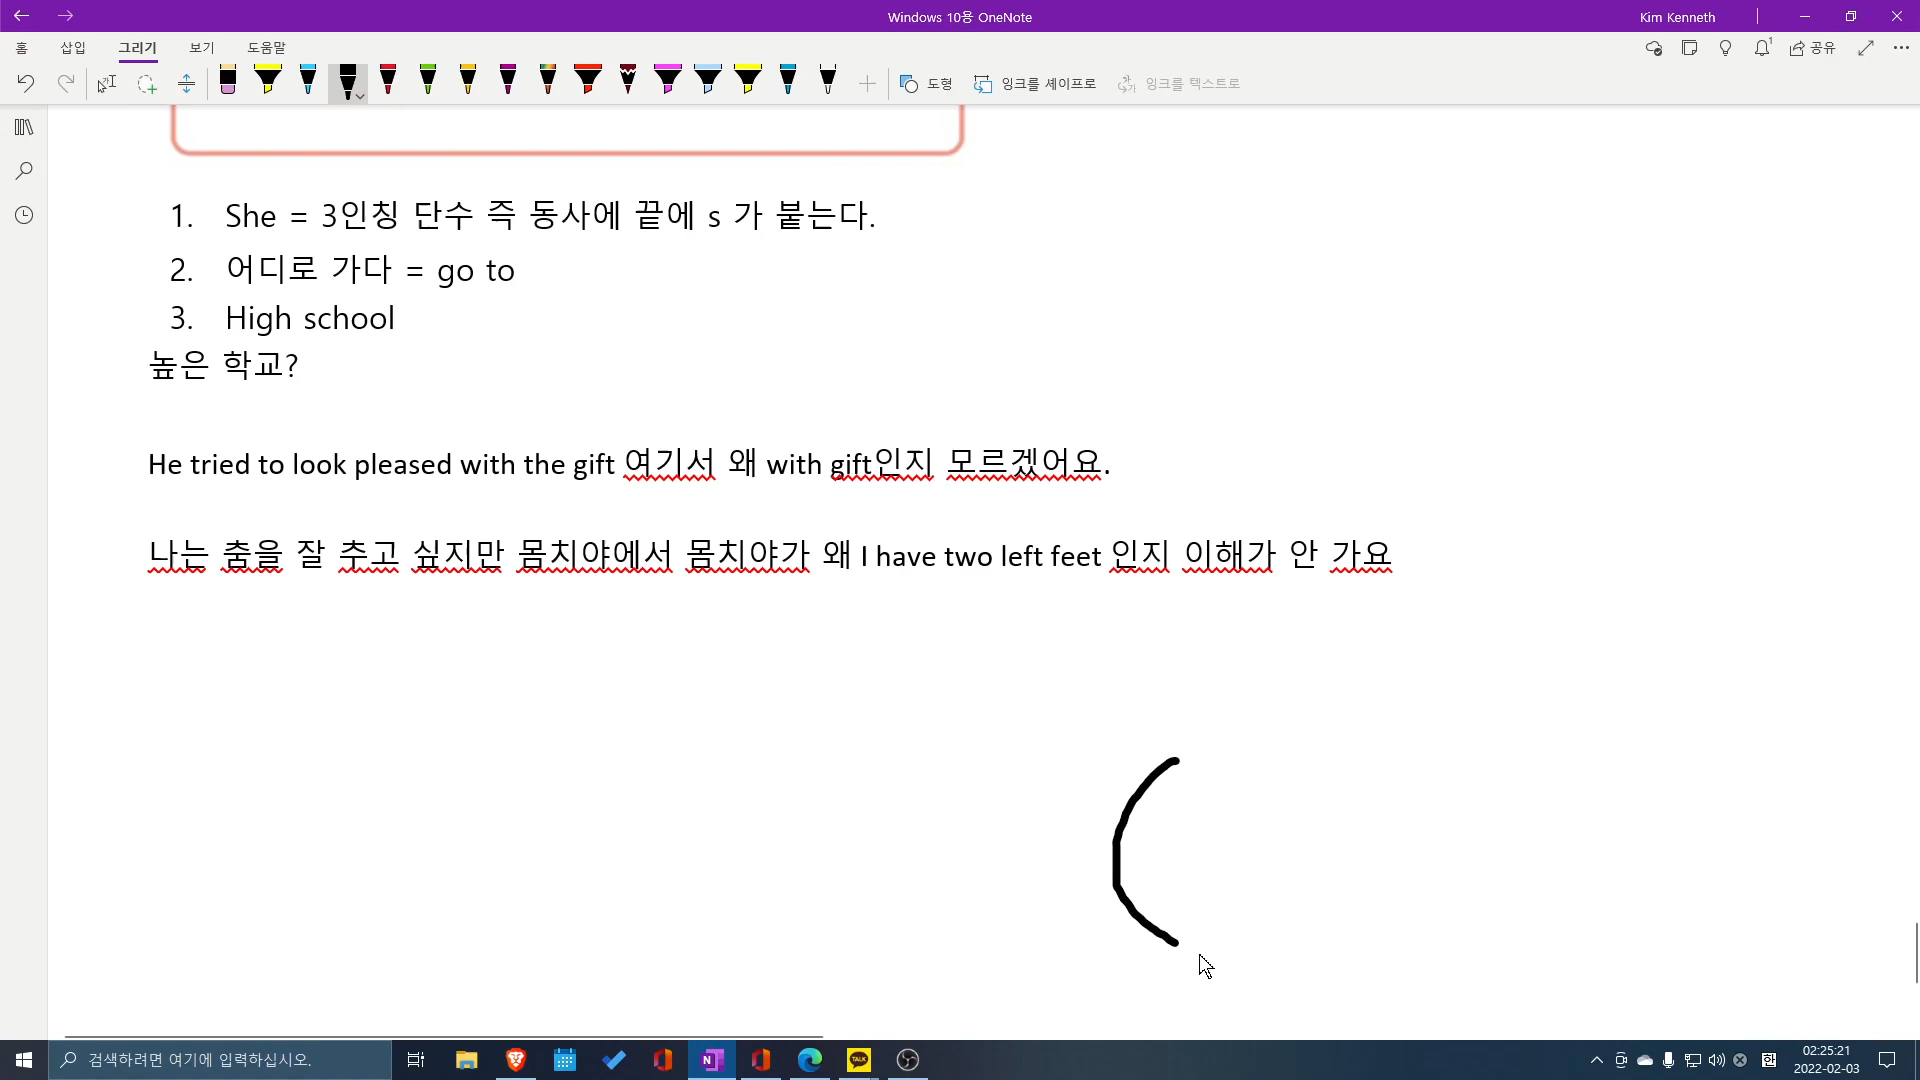 Windows 10용 OneNote
Kim Kenneth
홈 삽입 그리기 보기 도움말
공유
도형 잉크를 셰이프로 잉크를 텍스트로
1. She = 3인칭 단수 즉 동사에 끝에 s 가 붙는다.
2. 어디로 가다 = go to
3. High school
높은 학교?
He tried to look pleased with the gift 여기서 왜 with gift인지 모르겠어요.
나는 춤을 잘 추고 싶지만 몸치야에서 몸치야가 왜 I have two left feet 인지 이해가 안 가요
검색하려면 여기에 입력하십시오.
TALK
한
02:25:21
2022-02-03